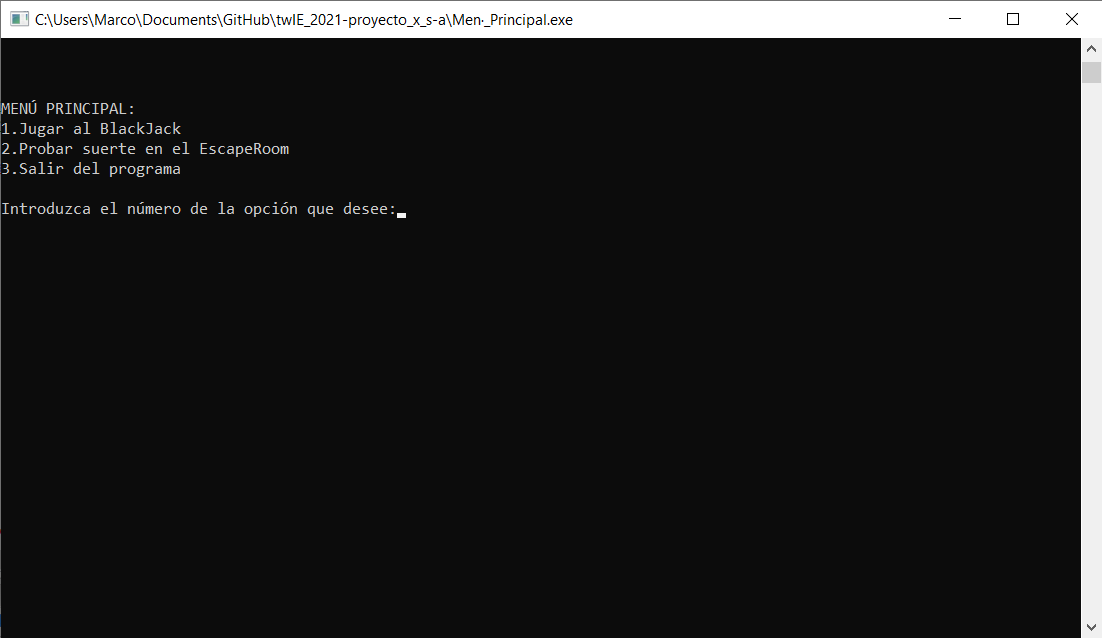 C:\Users\Marco\Documents\GitHub\twIE_2021-proyecto_x_s-a\Men·_Principal.exe
MENÚ PRINCIPAL:
1.Jugar al BlackJack
2.Probar suerte en el EscapeRoom
3.Salir del programa
Introduzca el número de la opción que desee: